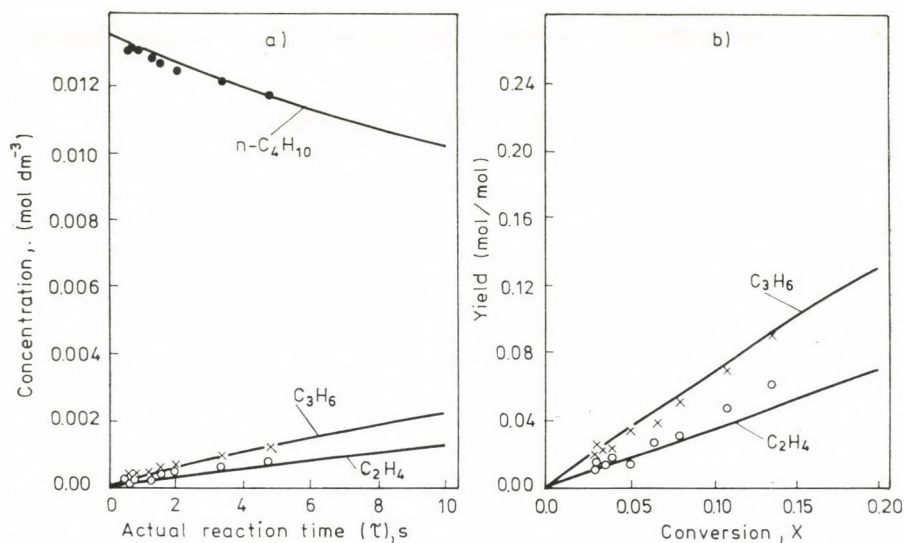 a)
0.012
0.010
0.008
0.006
0.004
0.002
0.00
Concentration,. (mol dm⁻³)
n-C₄H₁₀
C₃H₆
C₂H₄
0 2 4 6 8 10
Actual reaction time (τ),s
b)
0.24
0.20
0.16
0.12
0.08
0.04
0.00
Yield (mol/mol)
C₃H₆
C₂H₄
0.0 0.05 0.10 0.15 0.20
Conversion, X